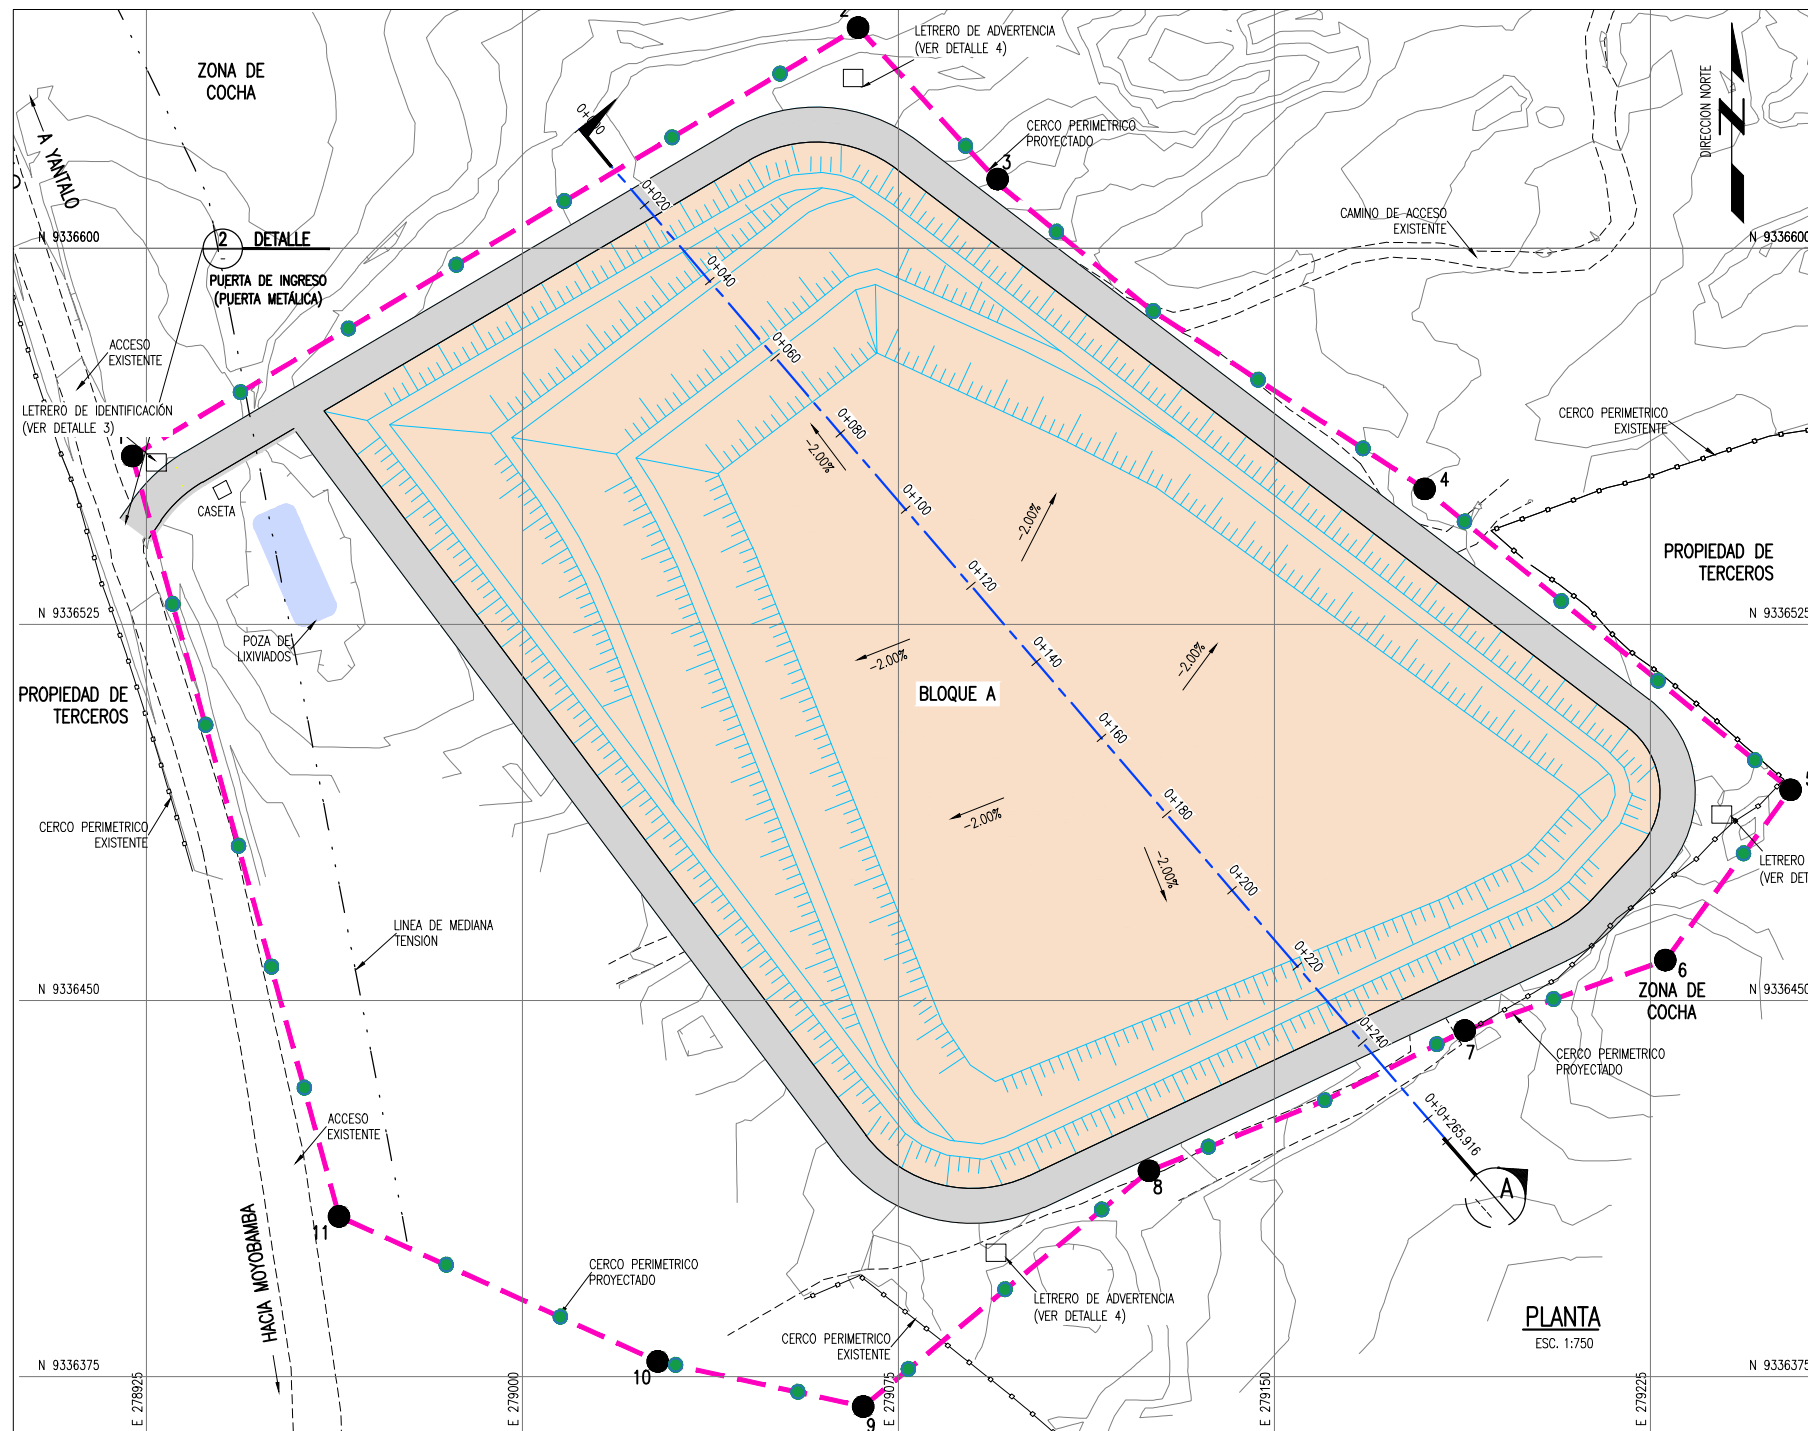 2
LETRERO DE ADVERTENCIA
(VER DETALLE 4)
ZONA DE
COCHA
DIRECCION NORTE
N
A YANTALO
CERCO PERIMETRICO
PROYECTADO
3
0+020
CAMINO DE ACCESO
EXISTENTE
N 9336600
N 9336600
2
DETALLE
-
PUERTA DE INGRESO
(PUERTA METÁLICA)
0+040
ACCESO
EXISTENTE
0+060
LETRERO DE IDENTIFICACIÓN
(VER DETALLE 3)
CERCO PERIMETRICO
EXISTENTE
0+080
-2.00%
4
CASETA
0+100
-2.00%
PROPIEDAD DE
TERCEROS
0+120
N 9336525
N 9336525
POZA DE
LIXIVIADOS
0+140
-2.00%
-2.00%
PROPIEDAD DE
TERCEROS
BLOQUE A
0+160
5
0+180
-2.00%
CERCO PERIMETRICO
EXISTENTE
-2.00%
LETRERO
(VER DET
0+200
LINEA DE MEDIANA
TENSION
0+220
6
N 9336450
ZONA DE
COCHA
N 9336450
0+240
7
CERCO PERIMETRICO
PROYECTADO
0+265.916
ACCESO
EXISTENTE
8
A
11
HACIA MOYOBAMBA
CERCO PERIMETRICO
PROYECTADO
LETRERO DE ADVERTENCIA
(VER DETALLE 4)
PLANTA
ESC. 1:750
CERCO PERIMETRICO
EXISTENTE
N 9336375
N 9336375
10
9
E 278925
E 279000
E 279075
E 279150
E 279225